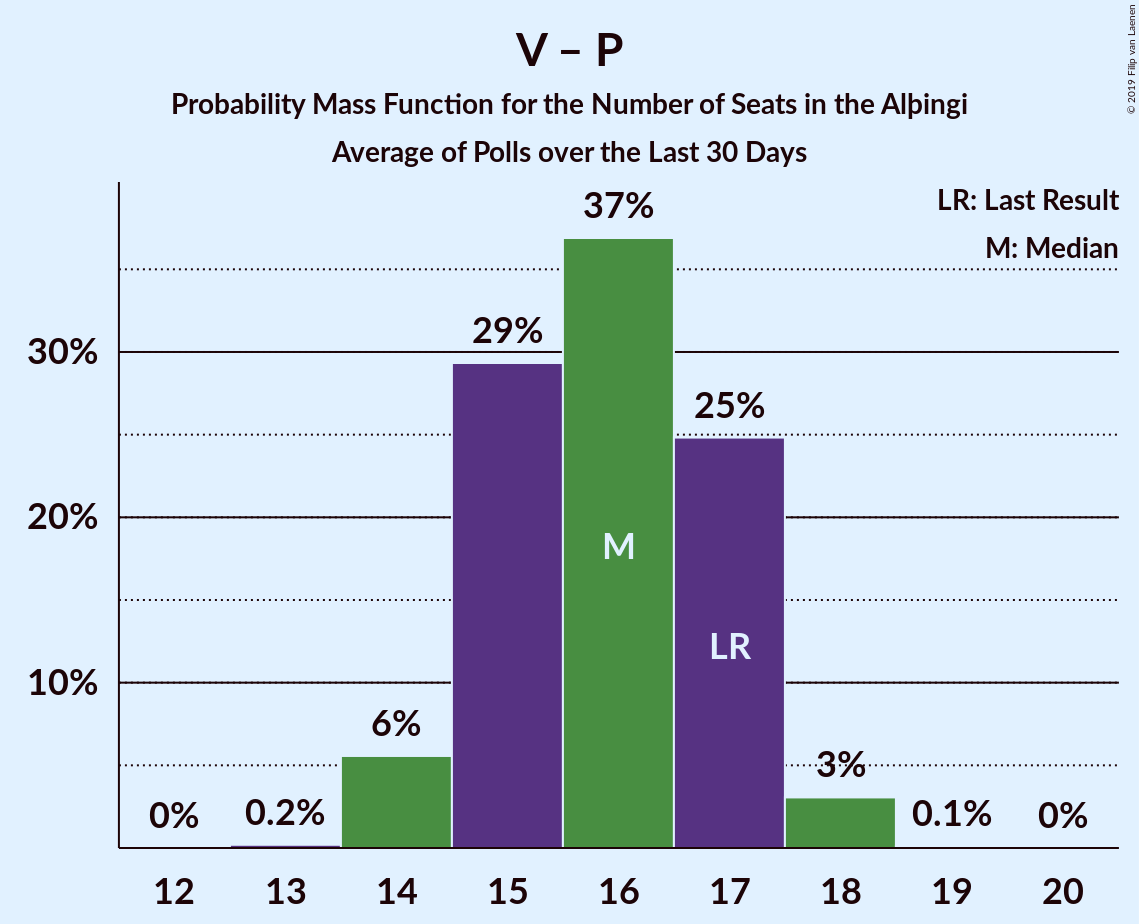 V – P
Probability Mass Function for the Number of Seats in the Alþingi
Average of Polls over the Last 30 Days
© 2019 Filip van Laenen
LR: Last Result
M: Median
37%
29%
30%
25%
20%
M
LR
10%
6%
3%
0%
0.2%
0.1%
0%
12 13 14 15 16 17 18 19 20